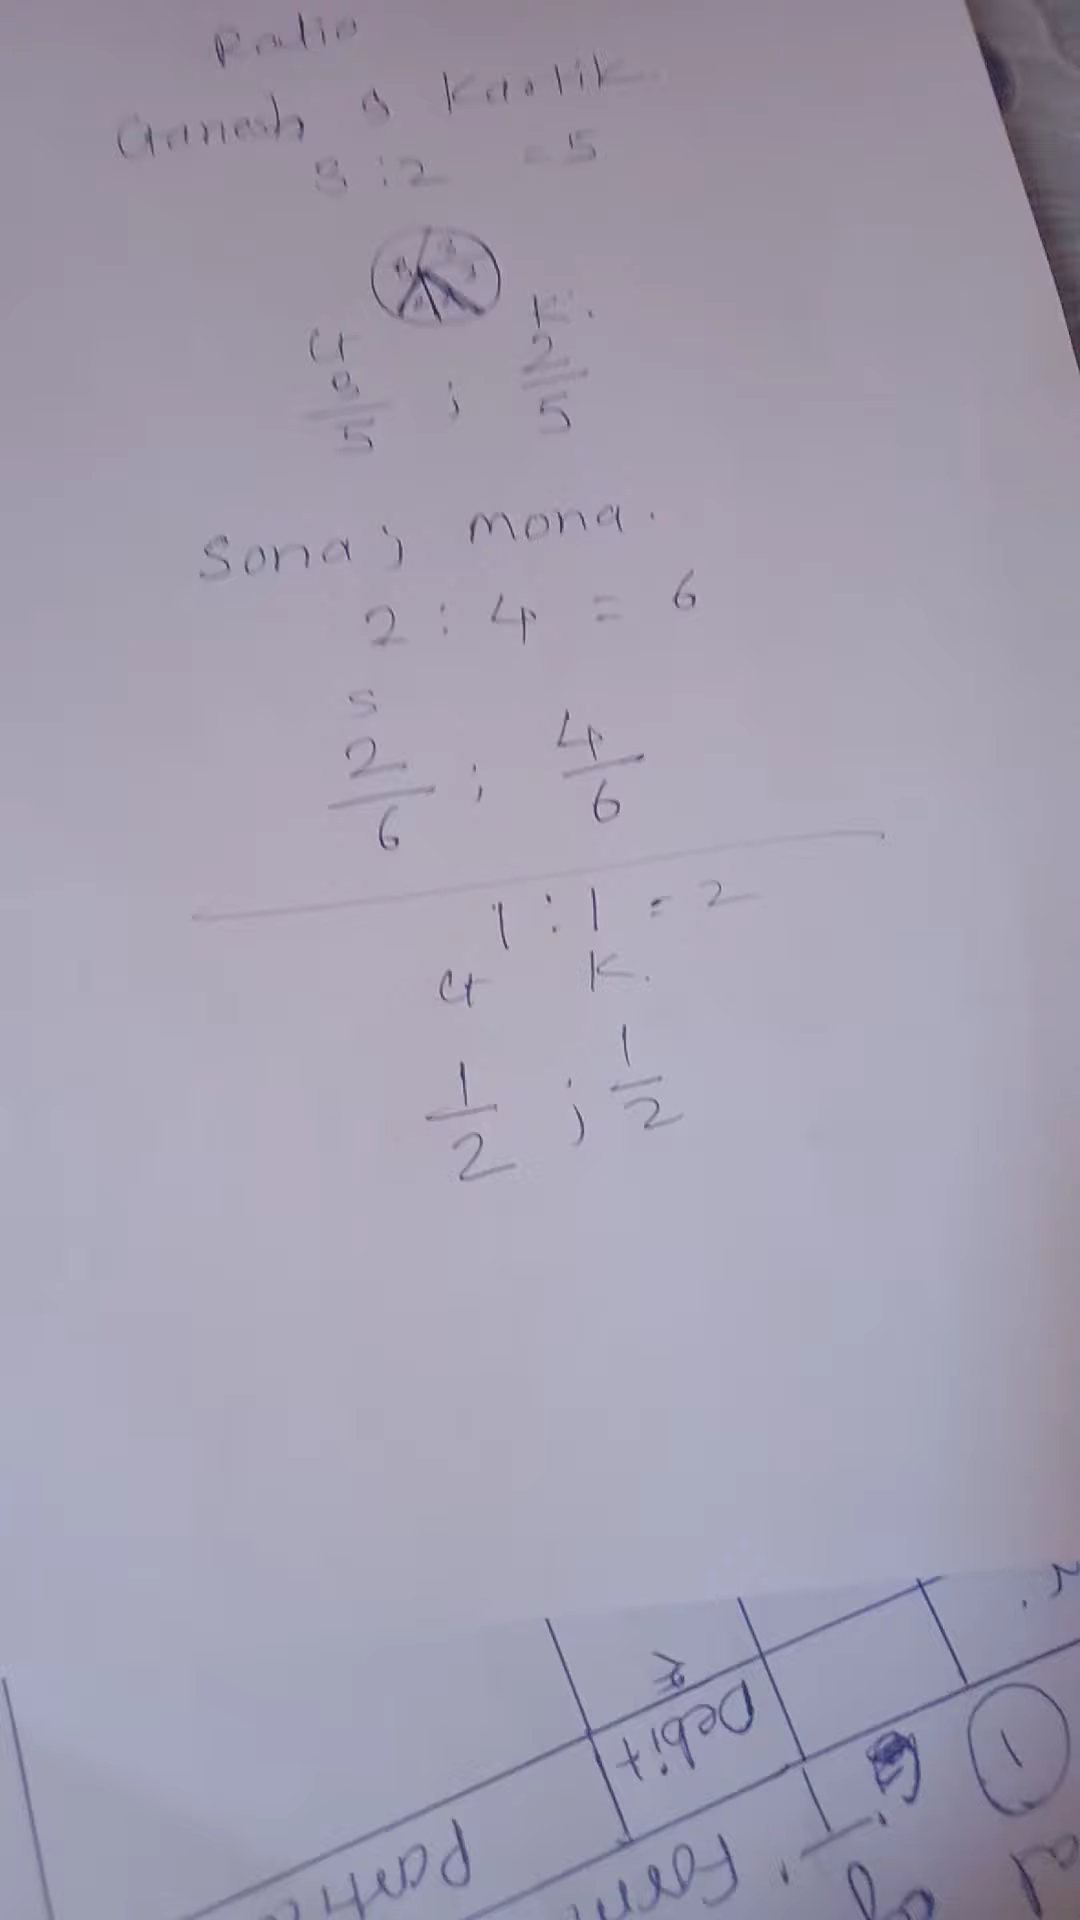 Ratio
Ganesh & Kartik.
3 : 2 = 5
G K.
3/5 ; 2/5
Sona ; mona.
2 : 4 = 6
S
2/6 ; 4/6
1 : 1 = 2
G K.
1/2 ; 1/2
1
Debit
₹